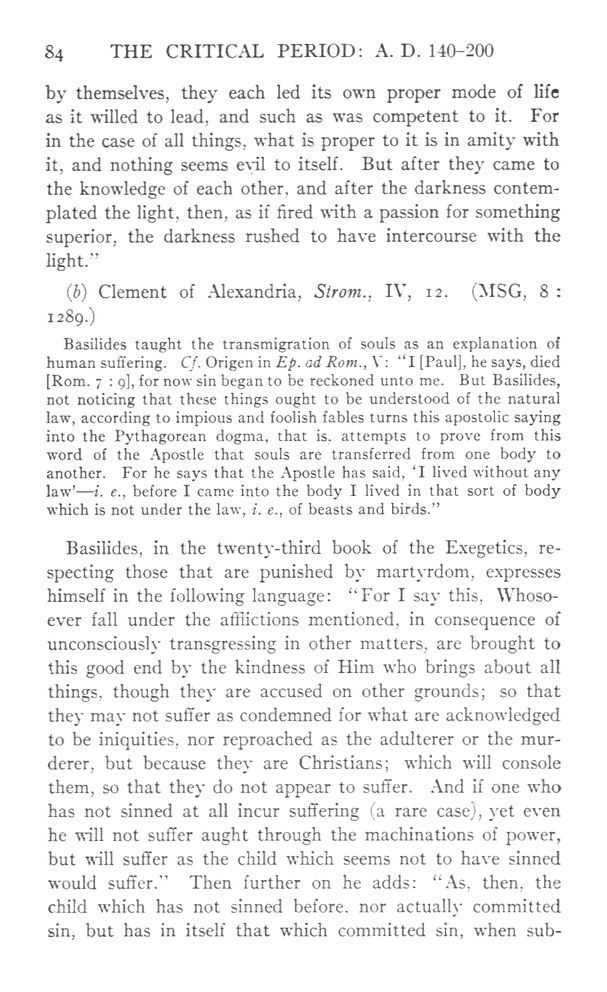 84 THE CRITICAL PERIOD: A. D. 140–200
by themselves, they each led its own proper mode of life
as it willed to lead, and such as was competent to it. For
in the case of all things, what is proper to it is in amity with
it, and nothing seems evil to itself. But after they came to
the knowledge of each other, and after the darkness contem-
plated the light, then, as if fired with a passion for something
superior, the darkness rushed to have intercourse with the
light.”
(b) Clement of Alexandria, Strom., IV, 12. (MSG, 8 :
1289.)
Basilides taught the transmigration of souls as an explanation of
human suffering. Cf. Origen in Ep. ad Rom., V: “I [Paul], he says, died
[Rom. 7 : 9], for now sin began to be reckoned unto me. But Basilides,
not noticing that these things ought to be understood of the natural
law, according to impious and foolish fables turns this apostolic saying
into the Pythagorean dogma, that is, attempts to prove from this
word of the Apostle that souls are transferred from one body to
another. For he says that the Apostle has said, ‘I lived without any
law’—i. e., before I came into the body I lived in that sort of body
which is not under the law, i. e., of beasts and birds.”
Basilides, in the twenty-third book of the Exegetics, re-
specting those that are punished by martyrdom, expresses
himself in the following language: “For I say this, Whoso-
ever fall under the afflictions mentioned, in consequence of
unconsciously transgressing in other matters, are brought to
this good end by the kindness of Him who brings about all
things, though they are accused on other grounds; so that
they may not suffer as condemned for what are acknowledged
to be iniquities, nor reproached as the adulterer or the mur-
derer, but because they are Christians; which will console
them, so that they do not appear to suffer. And if one who
has not sinned at all incur suffering (a rare case), yet even
he will not suffer aught through the machinations of power,
but will suffer as the child which seems not to have sinned
would suffer.” Then further on he adds: “As, then, the
child which has not sinned before, nor actually committed
sin, but has in itself that which committed sin, when sub-